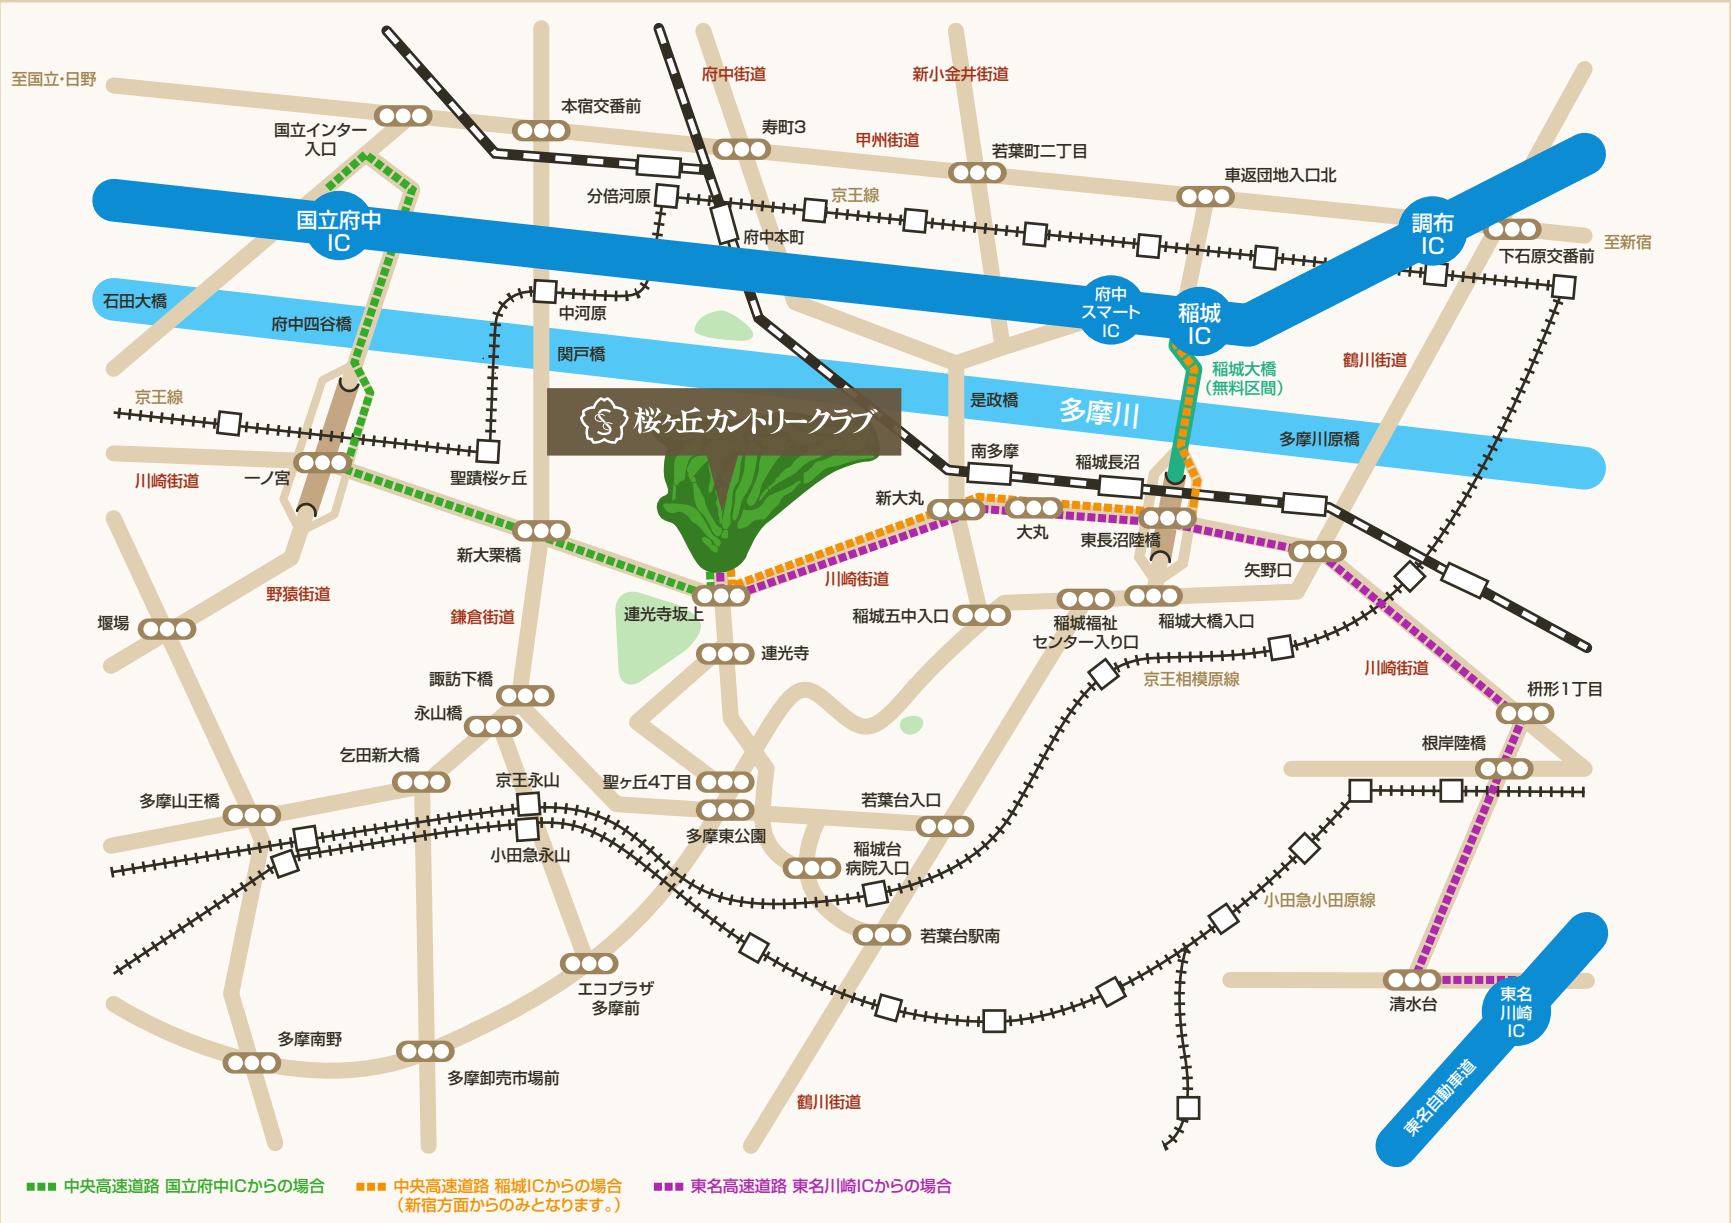 府中街道
新小金井街道
至国立・日野
本宿交番前
国立インター
入口
寿町3
甲州街道
若葉町二丁目
車返団地入口北
分倍河原
京王線
国立府中
IC
府中本町
調布
IC
至新宿
下石原交番前
石田大橋
府中四谷橋
中河原
府中
スマート
IC
稲城
IC
関戸橋
鶴川街道
稲城大橋
（無料区間）
京王線
是政橋
多摩川
桜ヶ丘カントリークラブ
多摩川原橋
川崎街道
一ノ宮
聖蹟桜ヶ丘
南多摩
稲城長沼
新大丸
大丸
東長沼陸橋
新大栗橋
矢野口
川崎街道
野猿街道
鎌倉街道
連光寺坂上
堰場
稲城五中入口
稲城福祉
センター入り口
稲城大橋入口
連光寺
京王相模原線
川崎街道
諏訪下橋
永山橋
枡形1丁目
根岸陸橋
乞田新大橋
京王永山
聖ヶ丘4丁目
多摩山王橋
若葉台入口
多摩東公園
小田急永山
稲城台
病院入口
小田急小田原線
若葉台駅南
エコプラザ
多摩前
清水台
東名
川崎
IC
多摩南野
多摩卸売市場前
鶴川街道
東名自動車道
中央高速道路 国立府中ICからの場合
中央高速道路 稲城ICからの場合
（新宿方面からのみとなります。）
東名高速道路 東名川崎ICからの場合